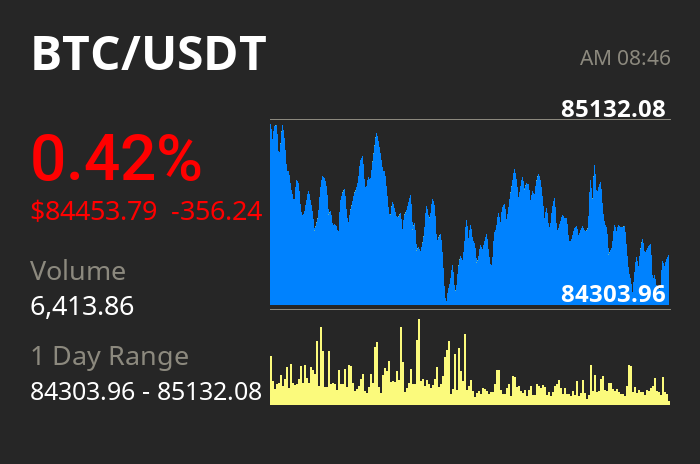 BTC/USDT
AM 08:46
85132.08
0.42%
$84453.79 -356.24
Volume
6,413.86
84303.96
1 Day Range
84303.96 - 85132.08